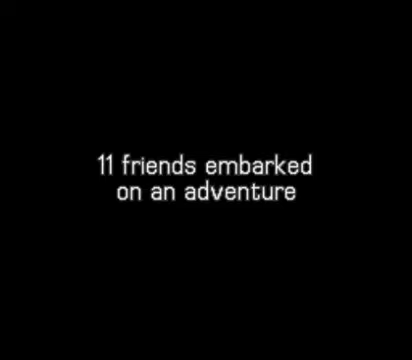 11 friends embarked
on an adventure